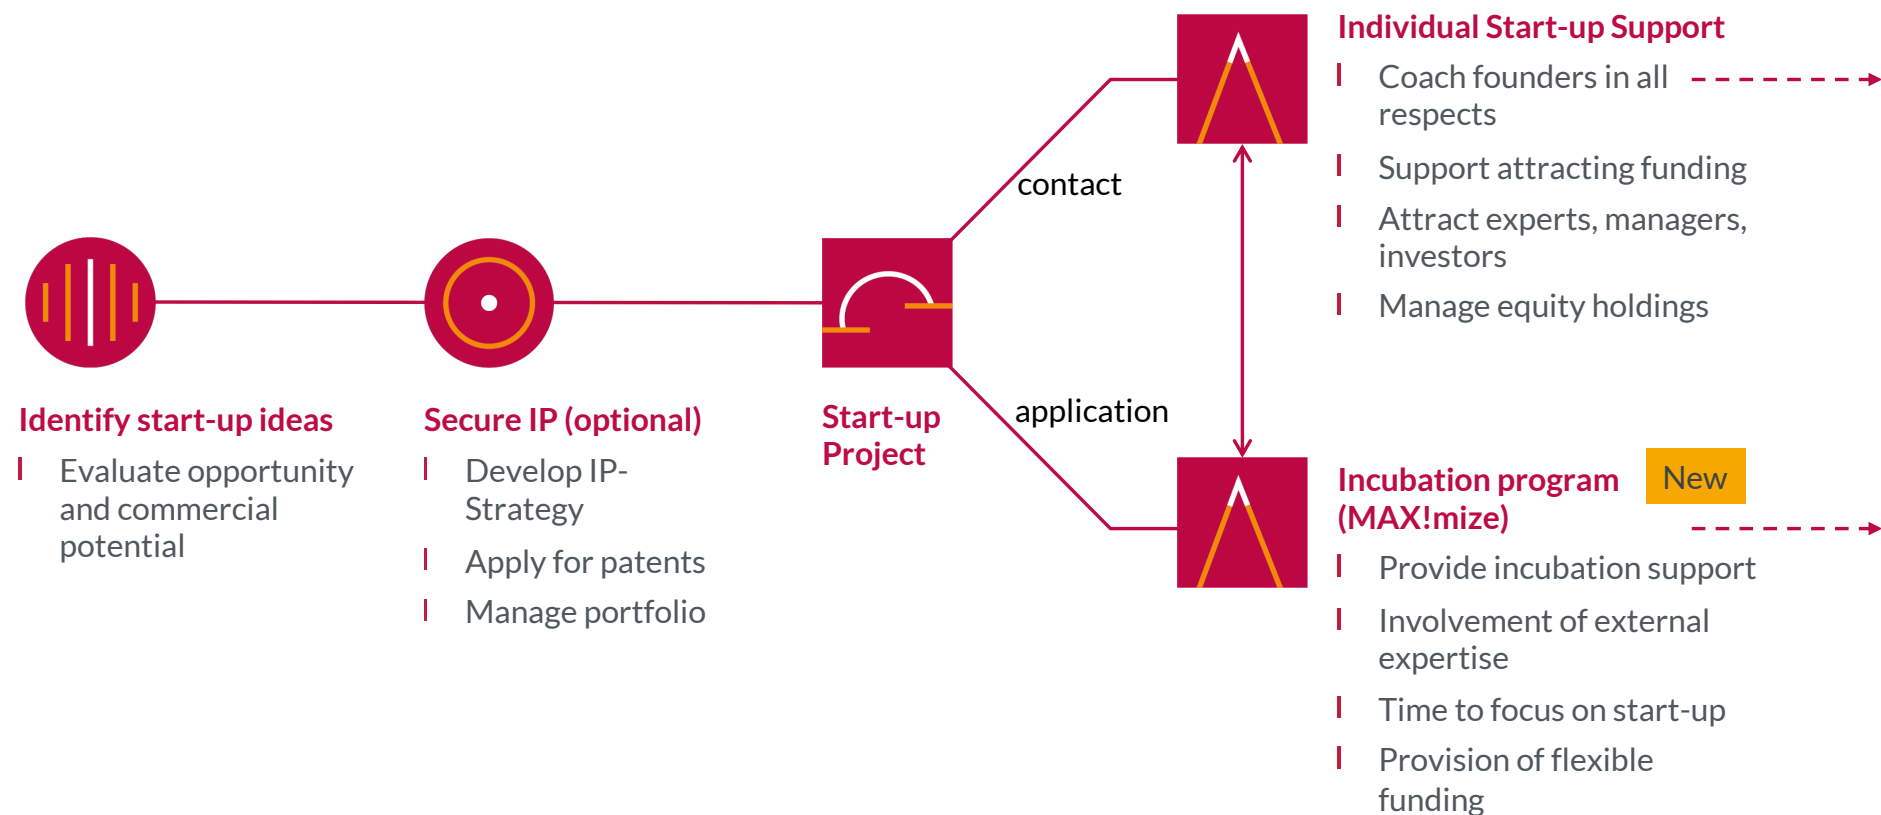 Identify start-up ideas
Evaluate opportunity
and commercial
potential
Secure IP (optional)
Develop IP-
Strategy
Apply for patents
Manage portfolio
Start-up
Project
contact
application
Individual Start-up Support
Coach founders in all
respects
Support attracting funding
Attract experts, managers,
investors
Manage equity holdings
Incubation program
(MAX!mize)
New
Provide incubation support
Involvement of external
expertise
Time to focus on start-up
Provision of flexible
funding